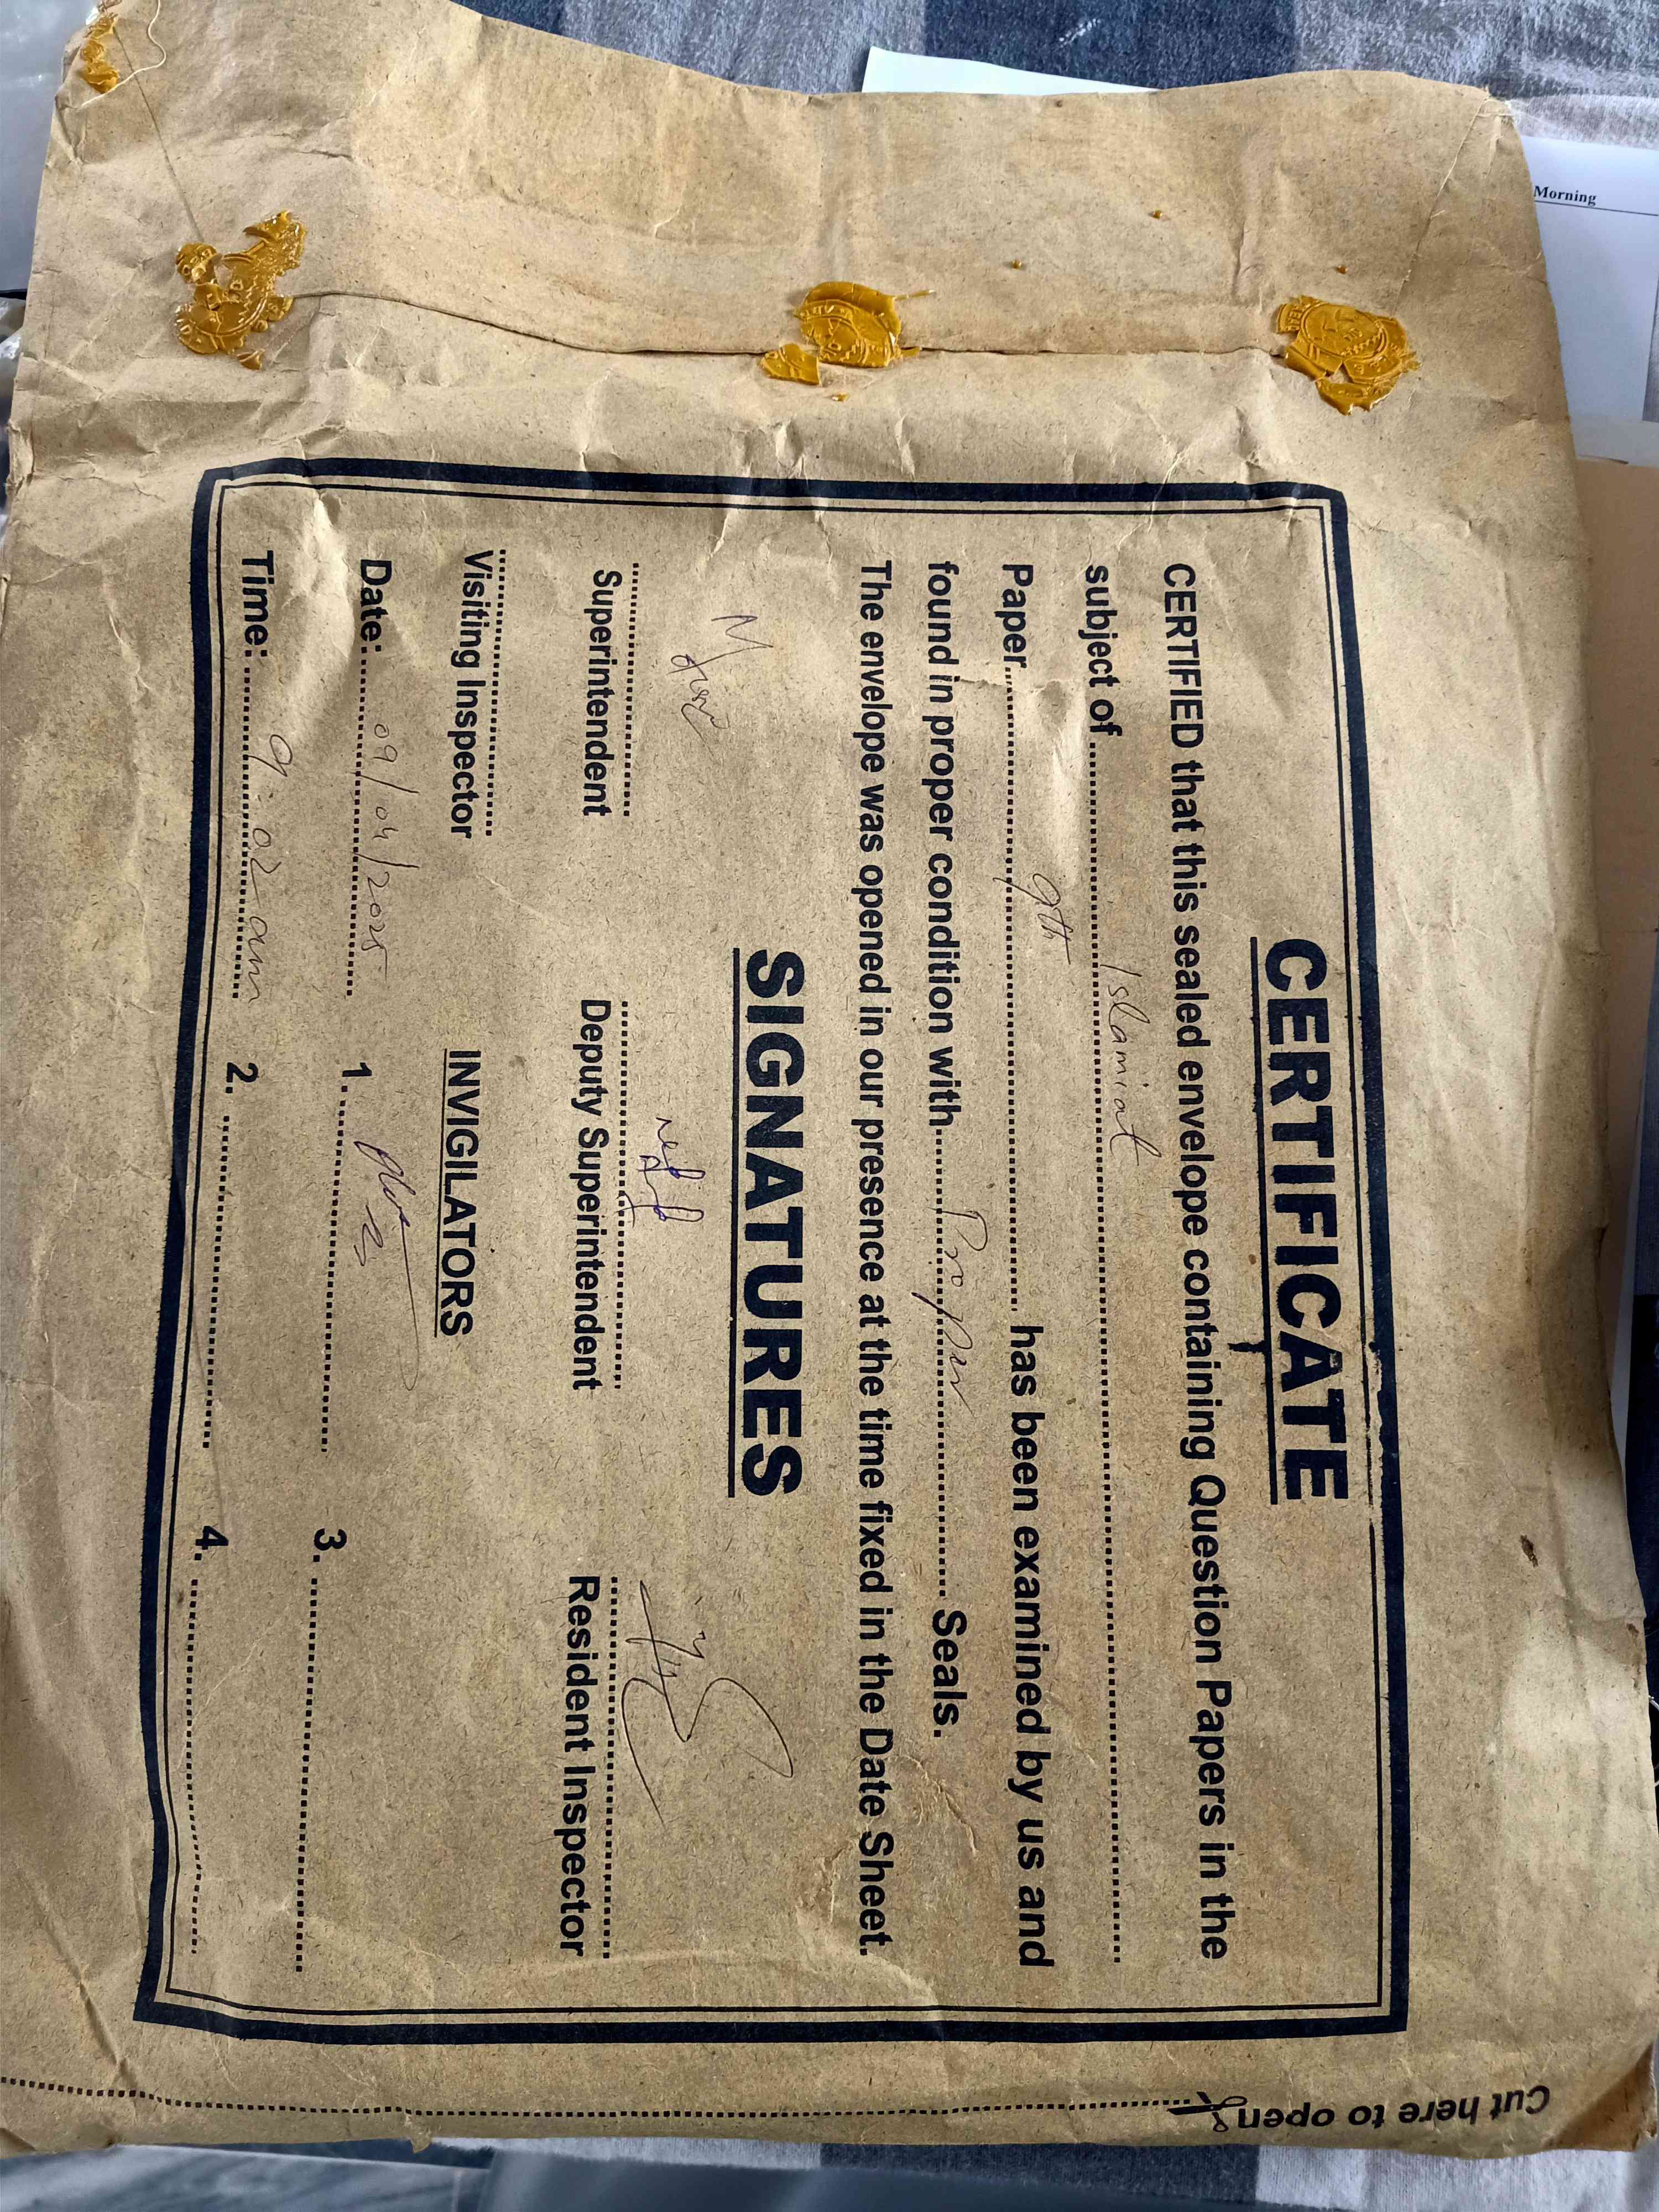 Morning
CERTIFICATE
CERTIFIED that this sealed envelope containing Question Papers in the
subject of Islamiat
Paper 9th has been examined by us and
found in proper condition with Proper Seals.
The envelope was opened in our presence at the time fixed in the Date Sheet.
SIGNATURES
Superintendent Deputy Superintendent Resident Inspector
Visiting Inspector INVIGILATORS
Date: 09/04/2025 1. 3.
Time: 9:02 am 2. 4.
Cut here to open